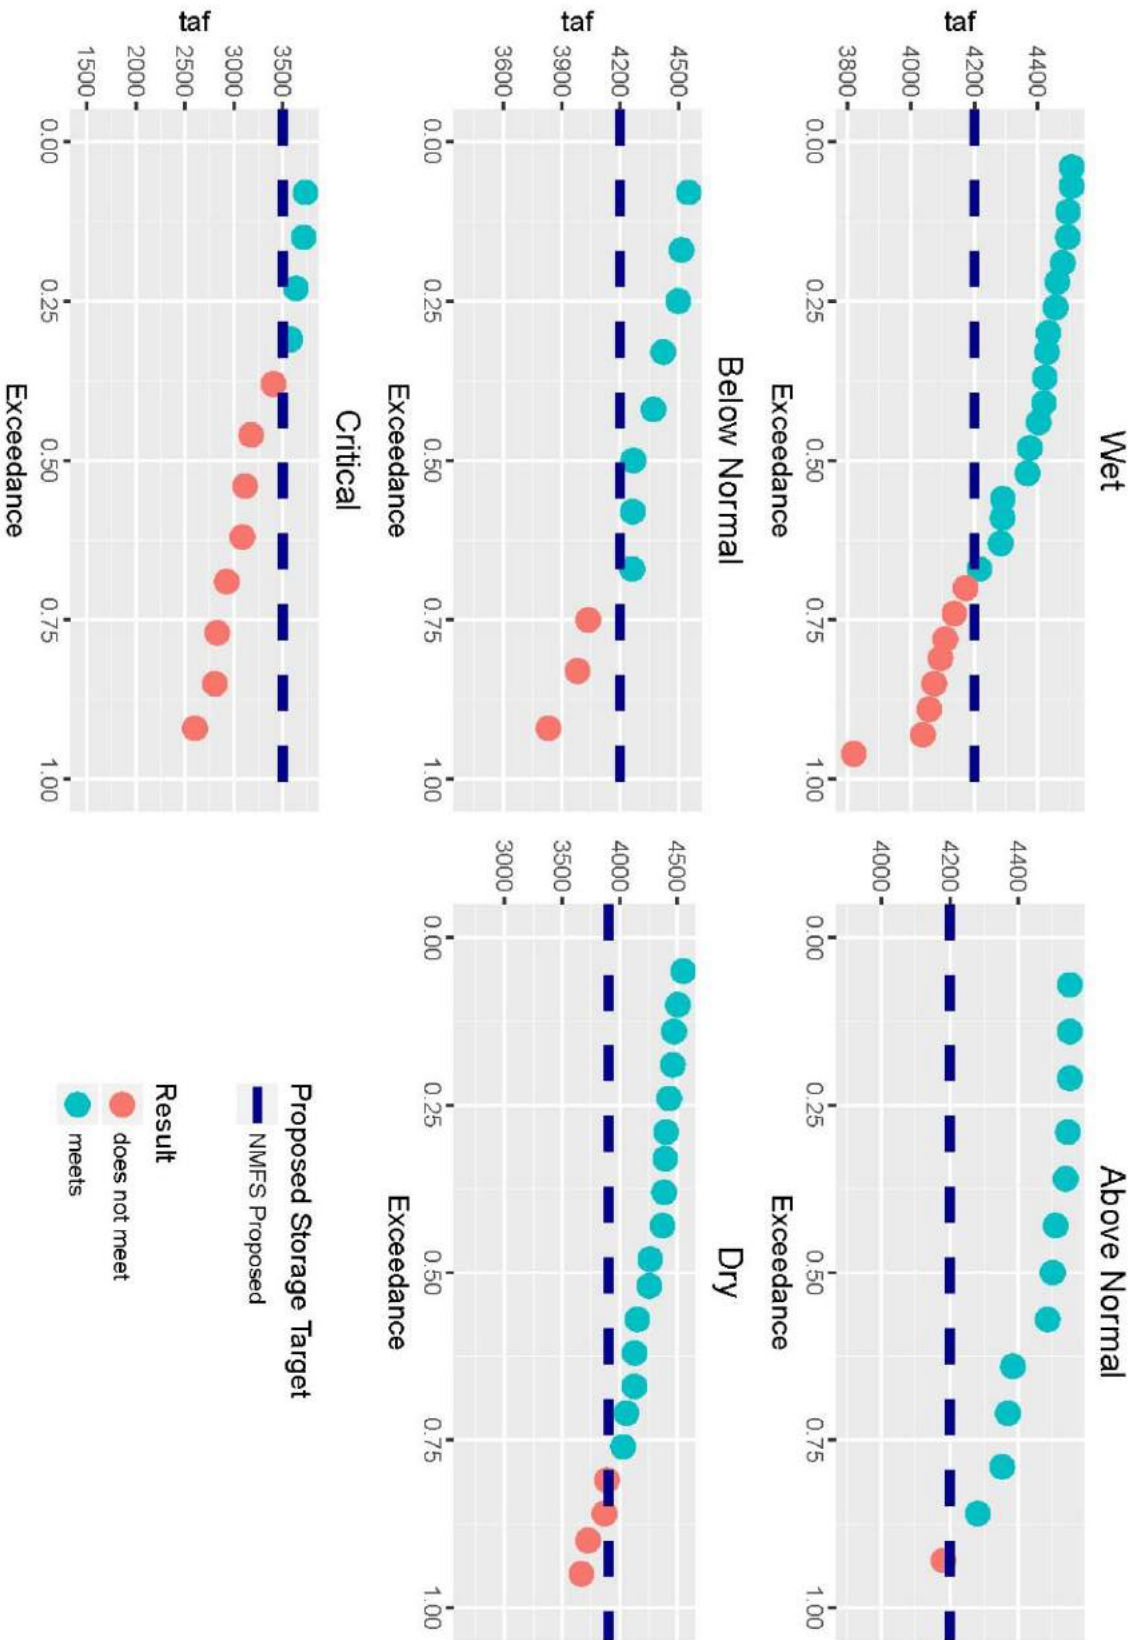 Wet
taf
4400
4200
4000
3800
0.00
0.25
0.50
0.75
1.00
Exceedance
Above Normal
4400
4200
4000
0.00
0.25
0.50
0.75
1.00
Exceedance
Below Normal
taf
4500
4200
3900
3600
0.00
0.25
0.50
0.75
1.00
Exceedance
Dry
4500
4000
3500
3000
0.00
0.25
0.50
0.75
1.00
Exceedance
Critical
taf
3500
3000
2500
2000
1500
0.00
0.25
0.50
0.75
1.00
Exceedance
Proposed Storage Target
NMFS Proposed
Result
does not meet
meets